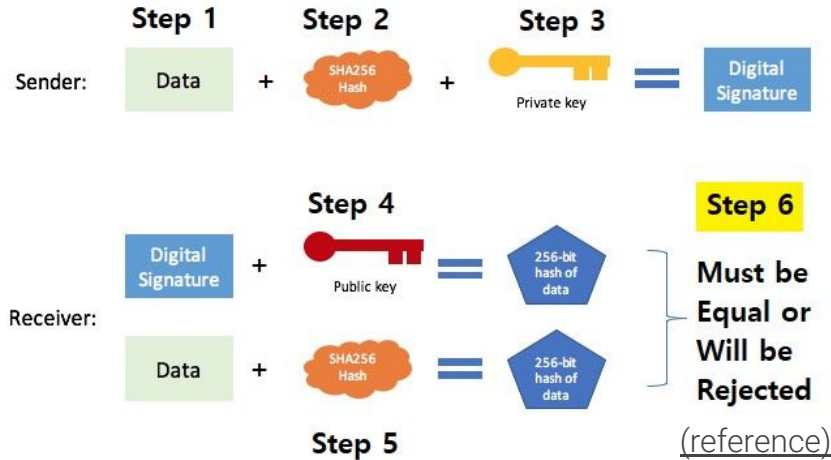 Step 1
Step 2
Step 3
Sender:
Data
+
SHA256
Hash
+
Private key
Digital
Signature
Step 4
Step 6
Receiver:
Digital
Signature
+
Public key
256-bit
hash of
data
Data
+
SHA256
Hash
256-bit
hash of
data
Must be
Equal or
Will be
Rejected
Step 5
(reference)